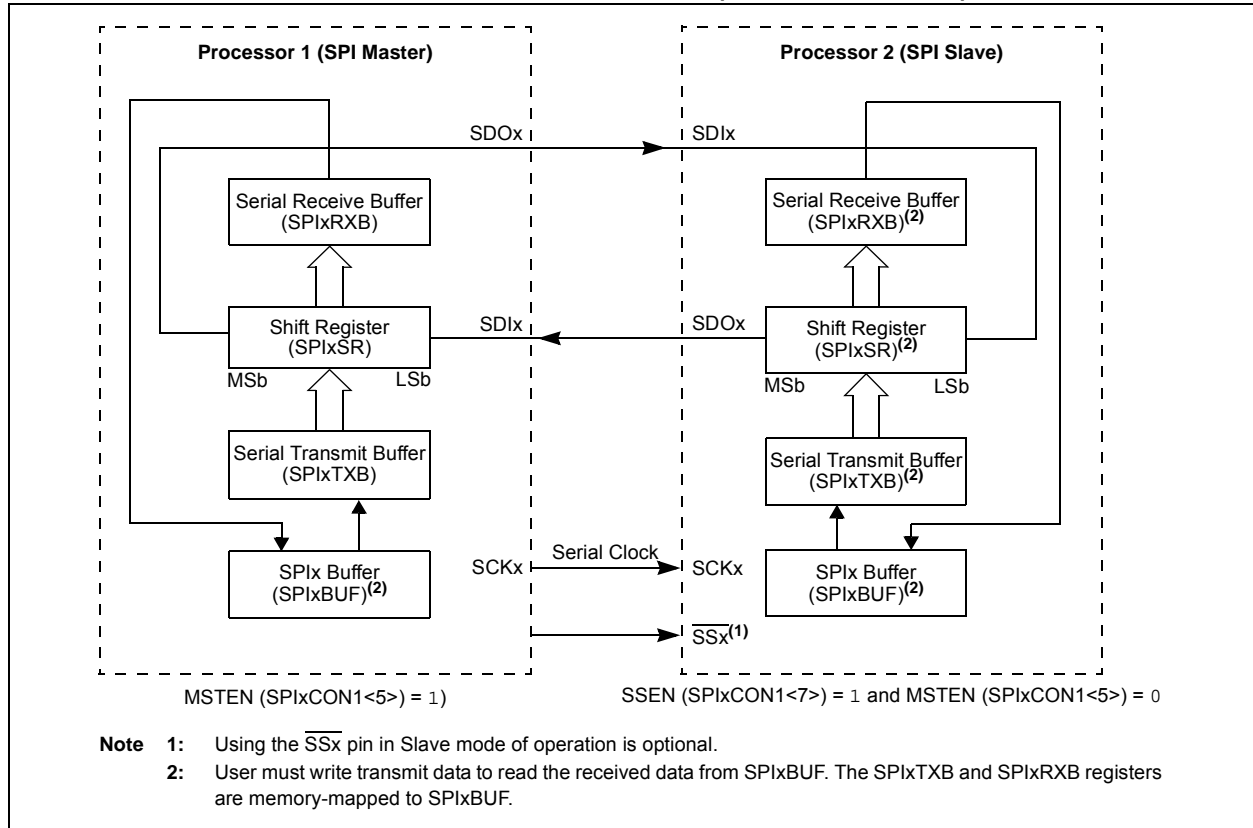 Processor 1 (SPI Master)
Processor 2 (SPI Slave)
SDOx
SDIx
Serial Receive Buffer
(SPIxRXB)
Serial Receive Buffer
(SPIxRXB)(2)
Shift Register
(SPIxSR)
SDIx
SDOx
Shift Register
(SPIxSR)(2)
MSb
LSb
MSb
LSb
Serial Transmit Buffer
(SPIxTXB)
Serial Transmit Buffer
(SPIxTXB)(2)
SPIx Buffer
(SPIxBUF)(2)
SCKx
Serial Clock
SCKx
SPIx Buffer
(SPIxBUF)(2)
SSx(1)
MSTEN (SPIxCON1<5>) = 1)
SSEN (SPIxCON1<7>) = 1 and MSTEN (SPIxCON1<5>) = 0
Note 1: Using the SSx pin in Slave mode of operation is optional.
2: User must write transmit data to read the received data from SPIxBUF. The SPIxTXB and SPIxRXB registers
are memory-mapped to SPIxBUF.